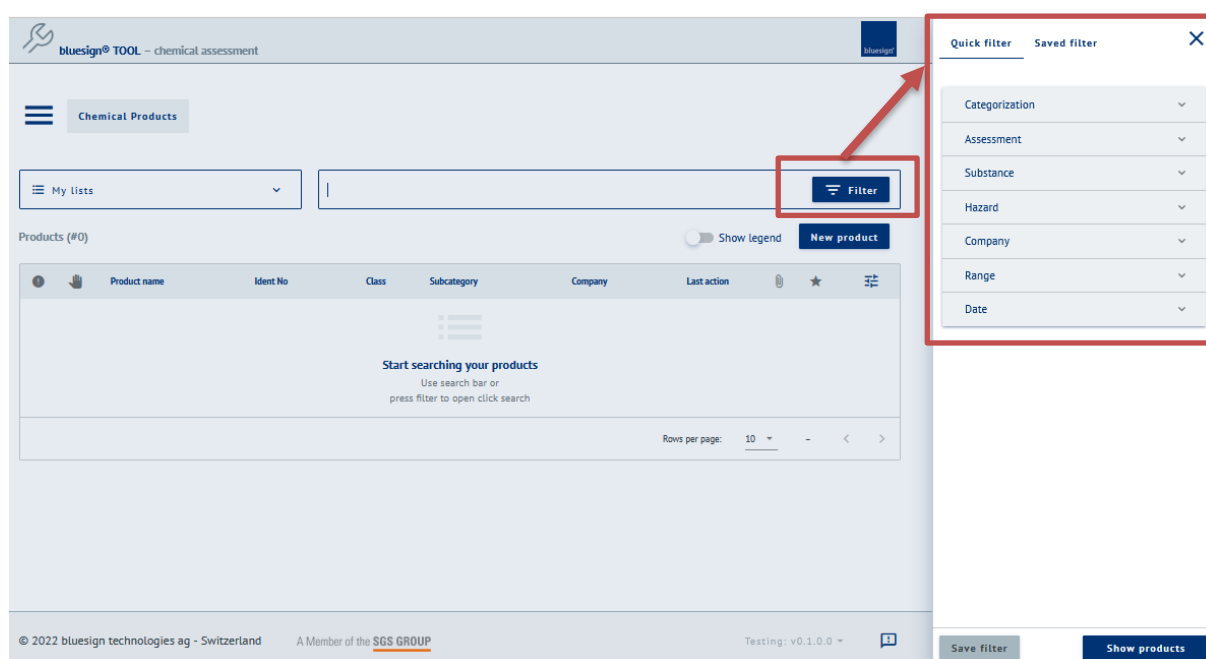 bluesign® TOOL – chemical assessment
bluesign®
Chemical Products
My lists
Filter
Products (#0)
Show legend
New product
Product name Ident No Class Subcategory Company Last action
Start searching your products
Use search bar or
press filter to open click search
Rows per page: 10 –
© 2022 bluesign technologies ag - Switzerland
A Member of the SGS GROUP
Testing: v0.1.0.0
Quick filter Saved filter
Categorization
Assessment
Substance
Hazard
Company
Range
Date
Save filter
Show products